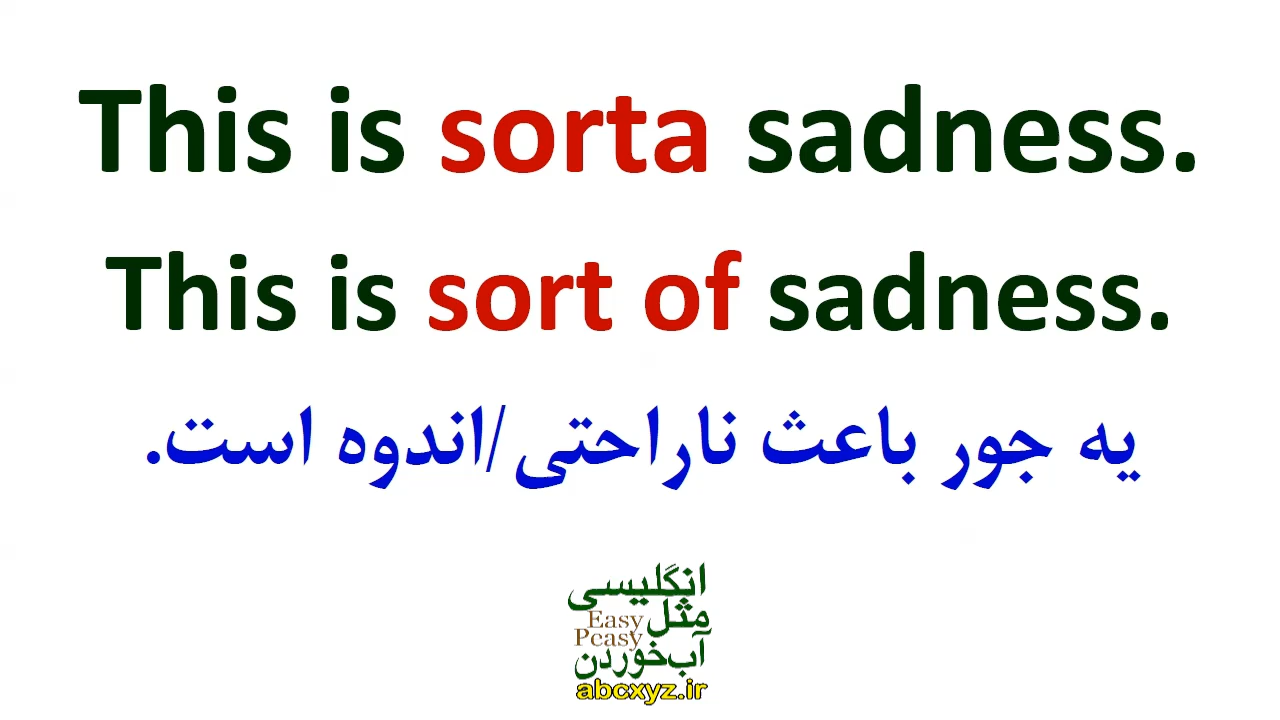 This is sorta sadness.
This is sort of sadness.
یه جور باعث ناراحتی/اندوه است.
انگلیسی
مثل
Easy
Peasy
آب‌خوردن
abcxyz.ir